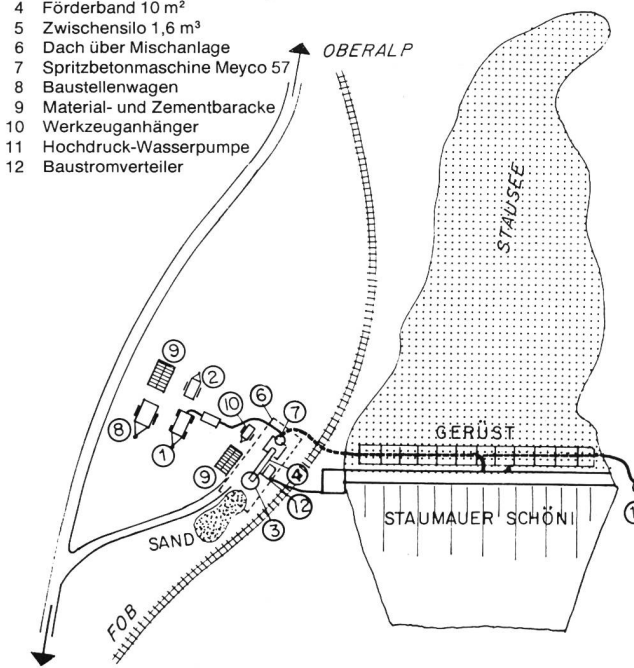 4 Förderband 10 m²
5 Zwischensilo 1,6 m³
6 Dach über Mischanlage
7 Spritzbetonmaschine Meyco 57
8 Baustellenwagen
9 Material- und Zementbaracke
10 Werkzeuganhänger
11 Hochdruck-Wasserpumpe
12 Baustromverteiler
OBERALP
STAUSEE
9
2
8
1
10
6
7
GERÜST
9
4
12
3
SAND
STAUMAUER SCHÖNI
FOB